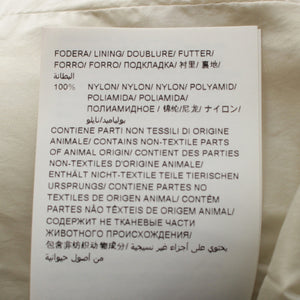 FODERA/ LINING/ DOUBLURE/ FUTTER/
FORRO/ FORRO/ ПОДКЛАДКА/ 衬里/ 裏地/
البطانة
100% NYLON/ NYLON/ NYLON/ POLYAMID/
POLIAMIDA/ POLIAMIDA/
ПОЛИАМИДНОЕ / 锦纶/尼龙/ ナイロン/
بولياميد/نايلو
CONTIENE PARTI NON TESSILI DI ORIGINE
ANIMALE/ CONTAINS NON-TEXTILE PARTS
OF ANIMAL ORIGIN/ CONTIENT DES PARTIES
NON-TEXTILES D'ORIGINE ANIMALE/
ENTHÄLT NICHT-TEXTILE TEILE TIERISCHEN
URSPRUNGS/ CONTIENE PARTES NO
TEXTILES DE ORIGEN ANIMAL/ CONTÉM
PARTES NÃO TÊXTEIS DE ORIGEM ANIMAL/
СОДЕРЖИТ НЕ ТКАНЕВЫЕ ЧАСТИ
ЖИВОТНОГО ПРОИСХОЖДЕНИЯ/
包含非纺织动物成分/ يحتوي على أجزاء غير نسيجية
من أصول حيوانية